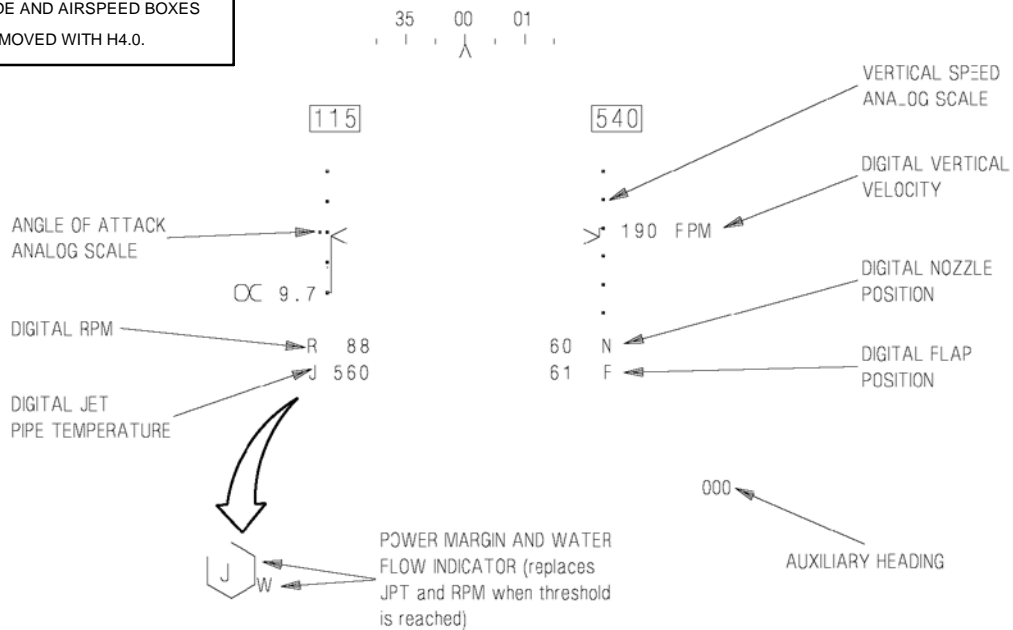 DE AND AIRSPEED BOXES
MOVED WITH H4.0.
35 00 01
115
540
VERTICAL SPEED
ANALOG SCALE
DIGITAL VERTICAL
VELOCITY
190 FPM
ANGLE OF ATTACK
ANALOG SCALE
9.7
DIGITAL NOZZLE
POSITION
DIGITAL RPM
R 88
60 N
J 560
61 F
DIGITAL FLAP
POSITION
DIGITAL JET
PIPE TEMPERATURE
000
AUXILIARY HEADING
J
W
POWER MARGIN AND WATER
FLOW INDICATOR (replaces
JPT and RPM when threshold
is reached)